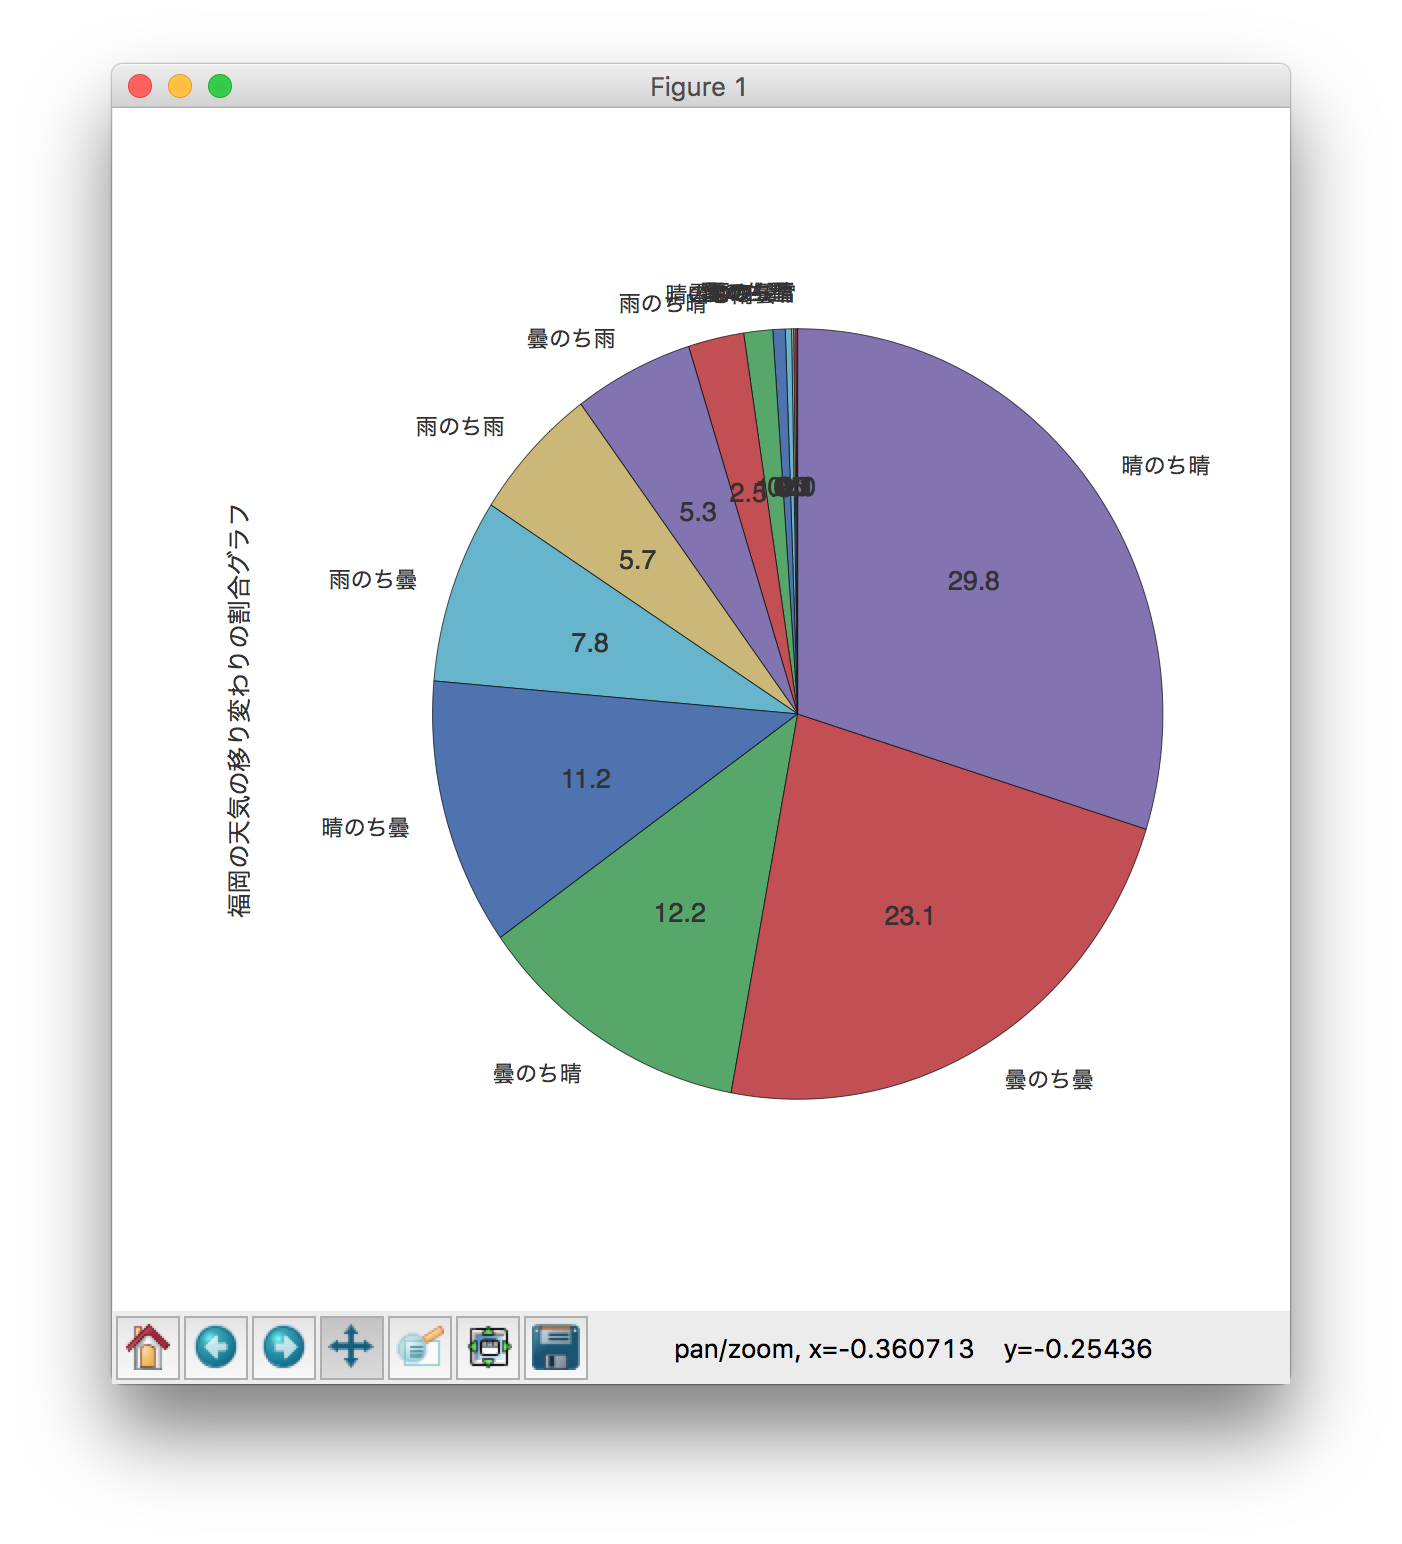 Figure 1
雨のち晴
曇のち雨
雨のち雨
晴のち晴
雨のち曇
晴のち曇
曇のち晴
曇のち曇
福岡の天気の移り変わりの割合グラフ
29.8
23.1
12.2
11.2
7.8
5.7
5.3
2.5
pan/zoom, x=-0.360713 y=-0.25436